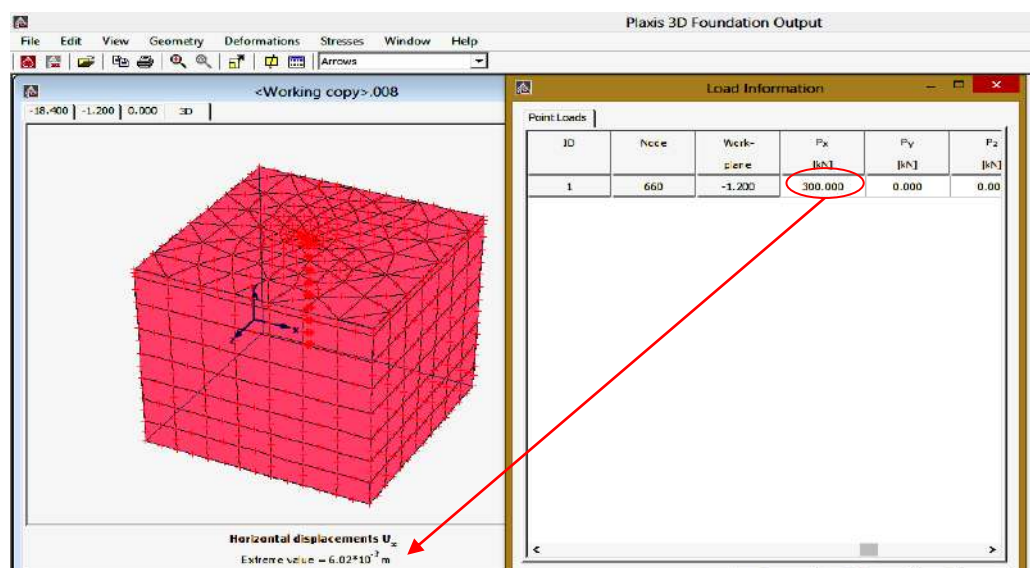 Plaxis 3D Foundation Output
File Edit View Geometry Deformations Stresses Window Help
Arrows
<Working copy>.008
-18.400 -1.200 0.000 3D
Horizontal displacements Uₓ
Extreme value = 6.02*10 m
Load Information
Point Loads
ID Node Work- Px Py Pz
plane [kN] [kN] [kN]
1 660 -1.200 300.000 0.000 0.00